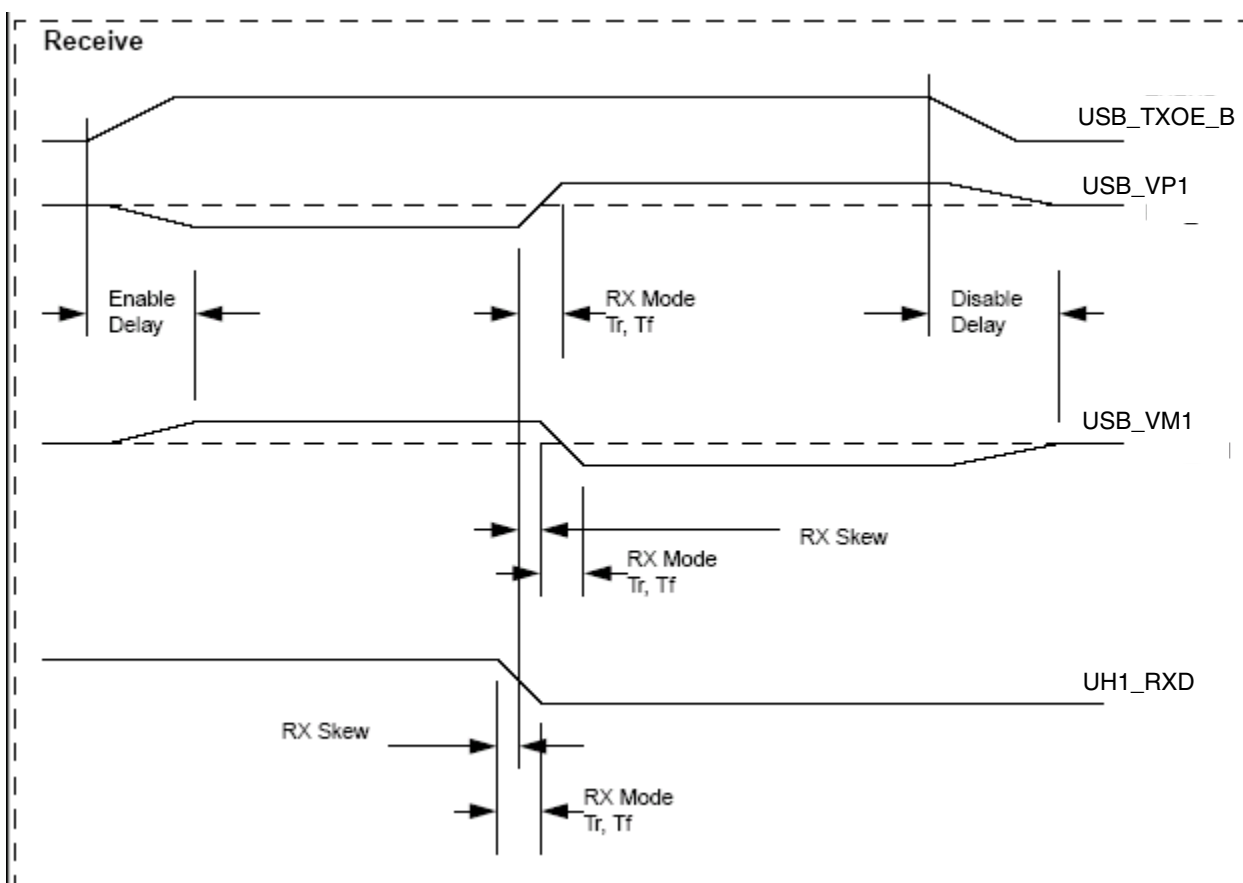 Receive
USB_TXOE_B
USB_VP1
Enable
Delay
RX Mode
Tr, Tf
Disable
Delay
USB_VM1
RX Skew
RX Mode
Tr, Tf
UH1_RXD
RX Skew
RX Mode
Tr, Tf